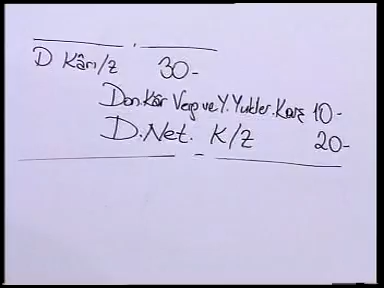 D Kârı/z 30-
Dön. Kâr Vergi ve Y. Yükler. Karş 10-
D. Net. K/Z 20-